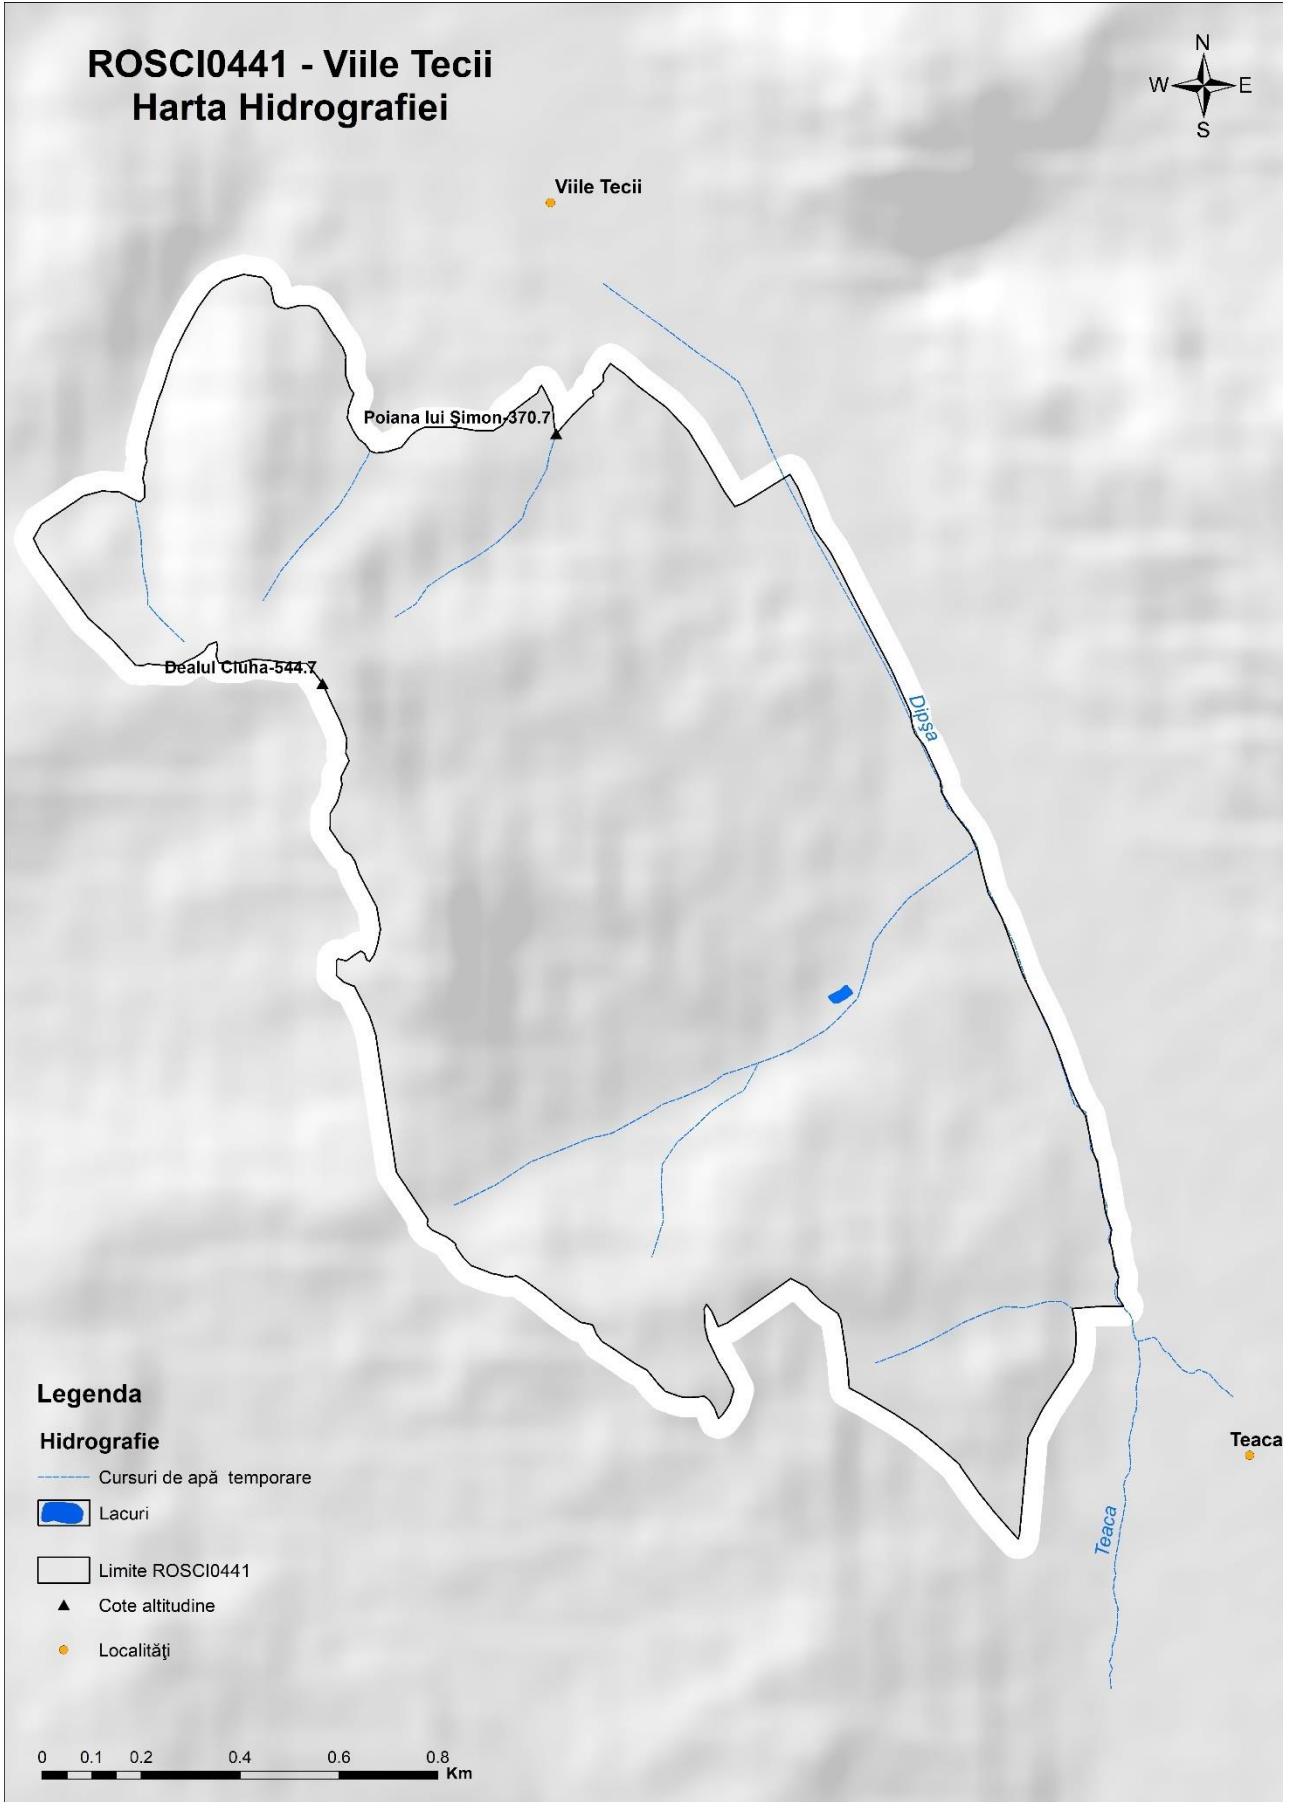 ROSCI0441 - Viile Tecii
Harta Hidrografiei
N
W E
S
Viile Tecii
Poiana lui Şimon-370.7
Dealul Ciuha-544.7
Dipşa
Teaca
Teaca
Legenda
Hidrografie
Cursuri de apă temporare
Lacuri
Limite ROSCI0441
Cote altitudine
Localităţi
0 0.1 0.2 0.4 0.6 0.8
Km